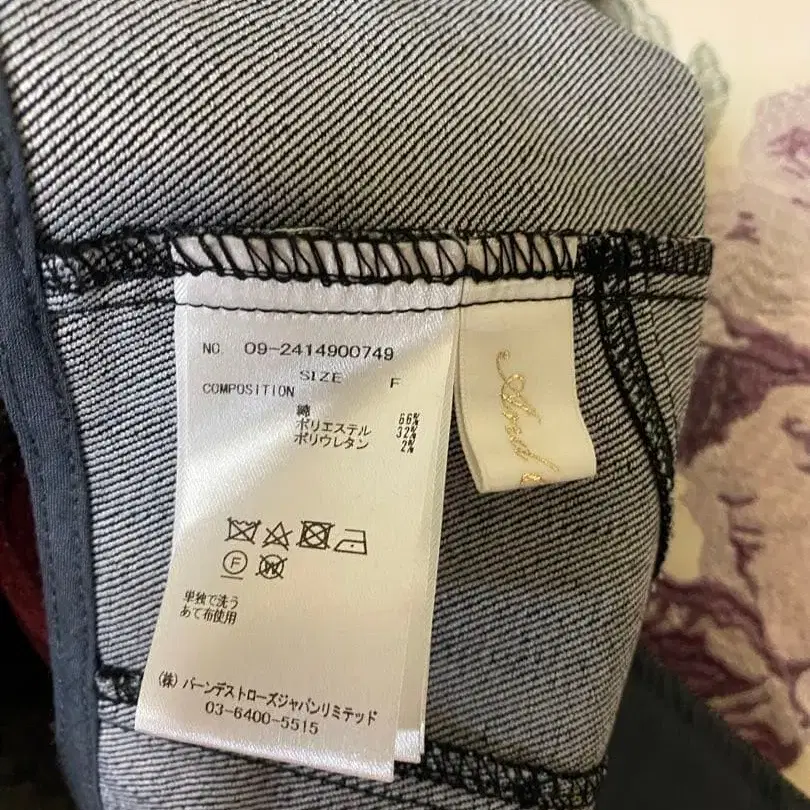 NO. 09-2414900749
SIZE F
COMPOSITION
綿 66%
ポリエステル 32%
ポリウレタン 2%
F
W
単独で洗う
あて布使用
(株) バーンデストローズジャパンリミテッド
03-6400-5515